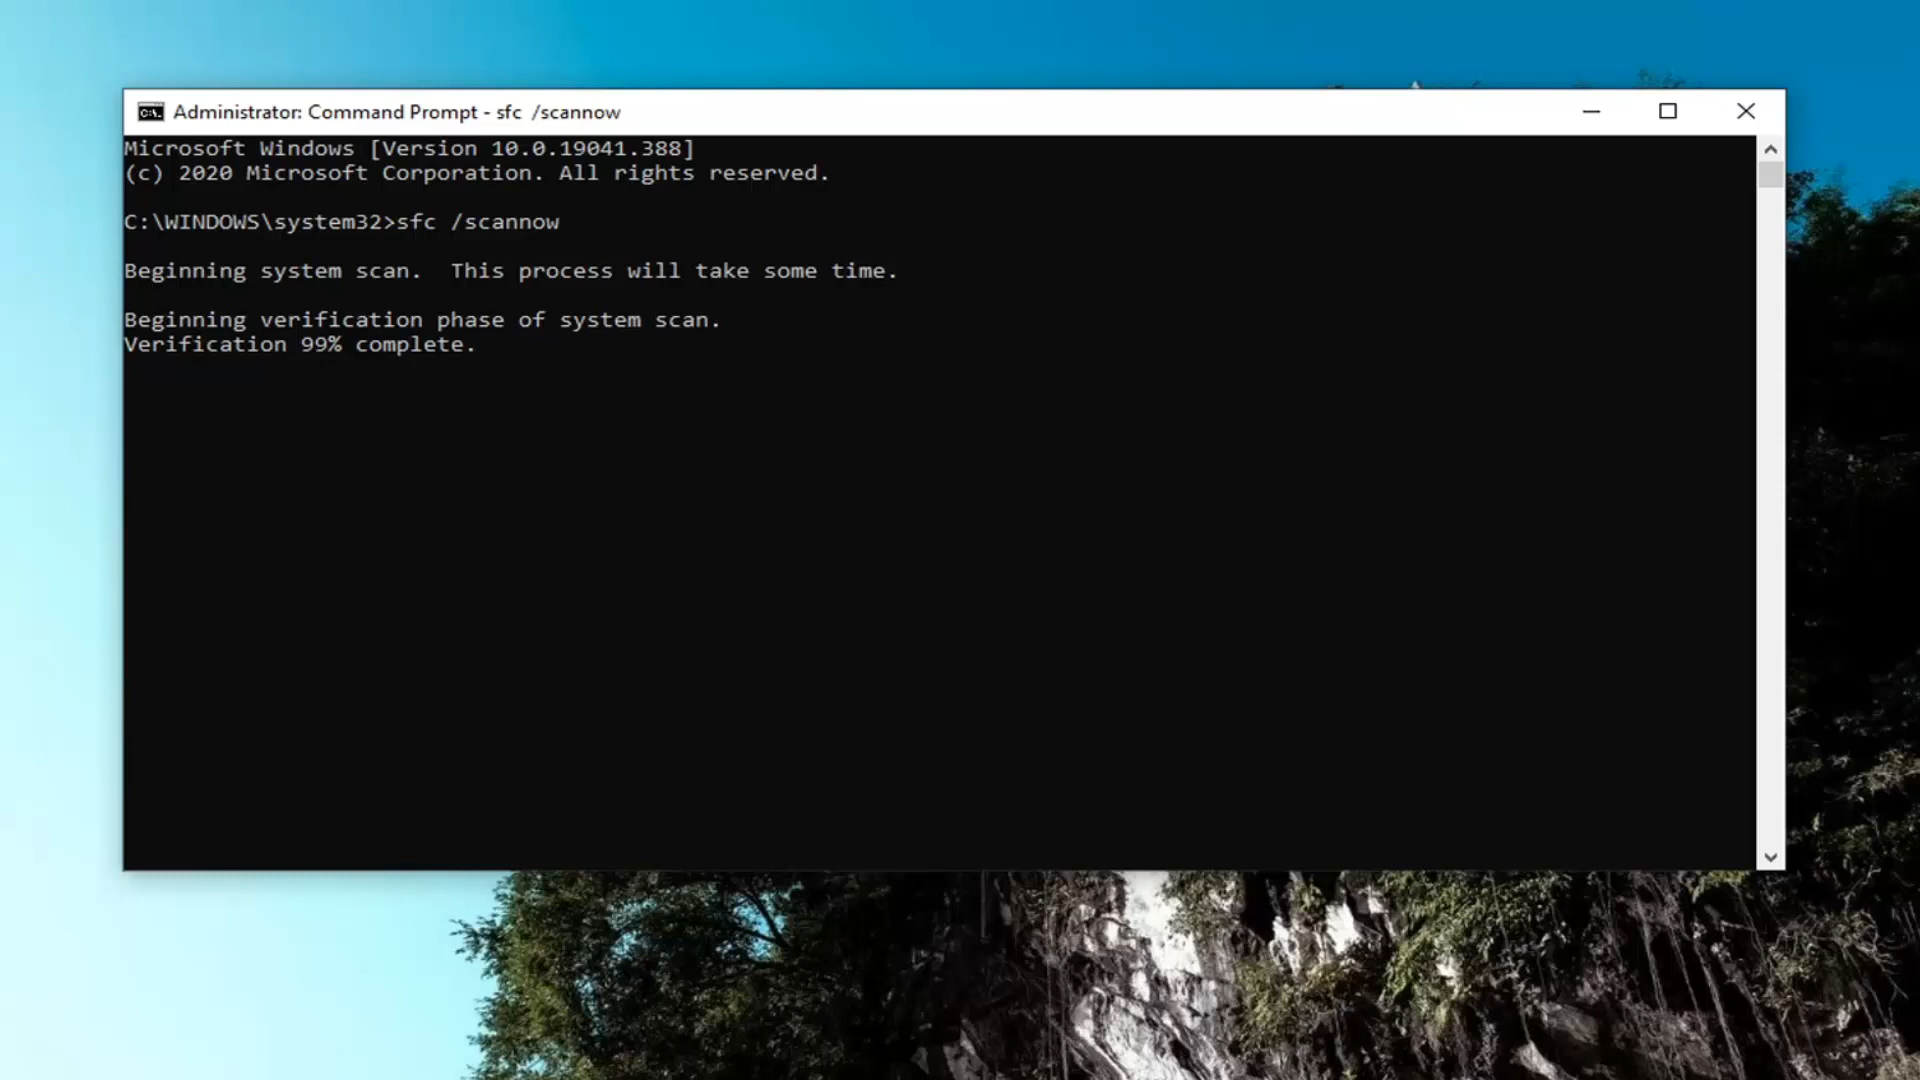 Administrator: Command Prompt - sfc  /scannow
Microsoft Windows [Version 10.0.19041.388]
(c) 2020 Microsoft Corporation. All rights reserved.
C:\WINDOWS\system32>sfc /scannow
Beginning system scan.  This process will take some time.
Beginning verification phase of system scan.
Verification 99% complete.